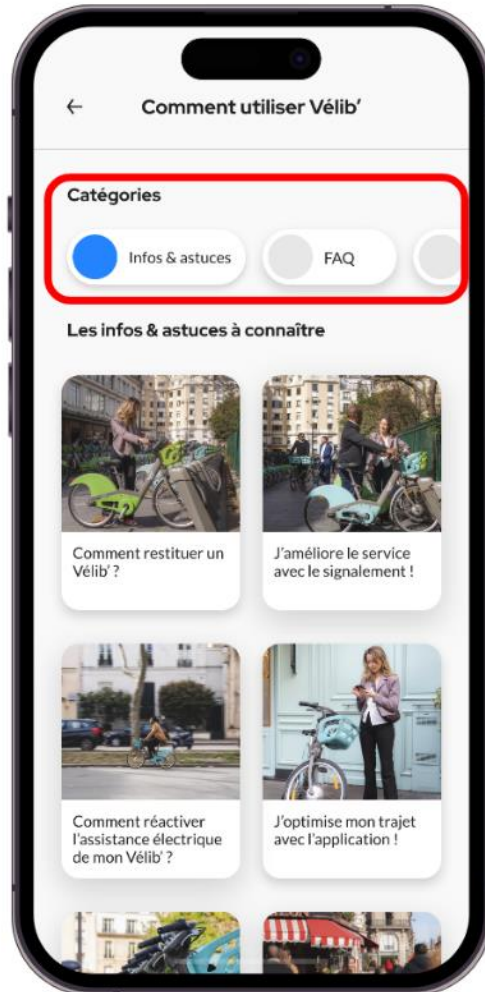 ←
Comment utiliser Vélib’
Catégories
Infos & astuces
FAQ
Les infos & astuces à connaître
Comment restituer un
Vélib’ ?
J’améliore le service
avec le signalement !
Comment réactiver
l’assistance électrique
de mon Vélib’ ?
J’optimise mon trajet
avec l’application !